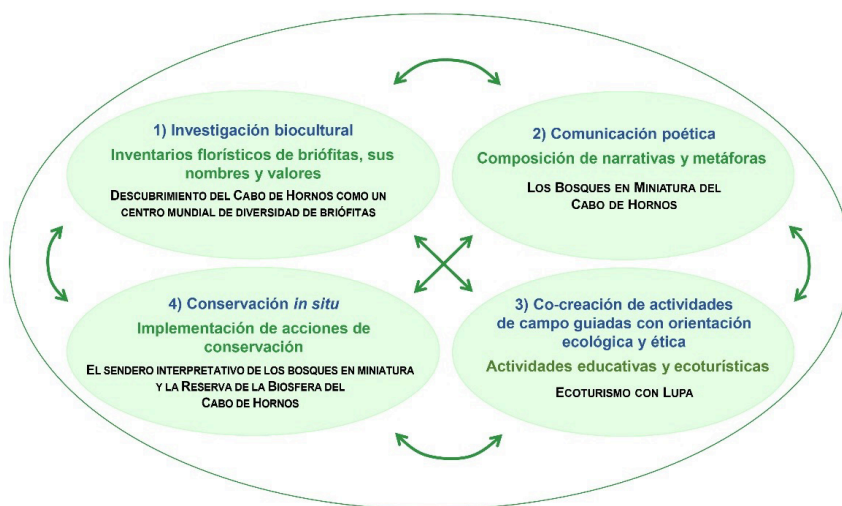 1) Investigación biocultural
Inventarios florísticos de briófitas, sus
nombres y valores
DESCUBRIMIENTO DEL CABO DE HORNOS COMO UN
CENTRO MUNDIAL DE DIVERSIDAD DE BRIÓFITAS
2) Comunicación poética
Composición de narrativas y metáforas
LOS BOSQUES EN MINIATURA DEL
CABO DE HORNOS
3) Co-creación de actividades
de campo guiadas con orientación
ecológica y ética
Actividades educativas y ecoturísticas
ECOTURISMO CON LUPA
4) Conservación in situ
Implementación de acciones de
conservación
EL SENDERO INTERPRETATIVO DE LOS BOSQUES EN MINIATURA
Y LA RESERVA DE LA BIOSFERA DEL
CABO DE HORNOS